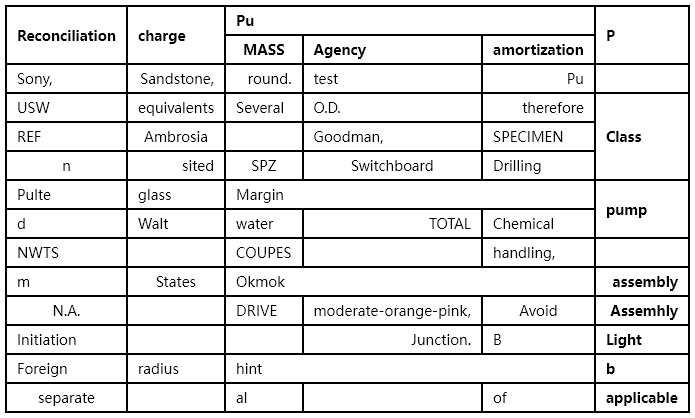 Reconciliation charge Pu P
MASS Agency amortization
Sony, Sandstone, round. test Pu
USW equivalents Several O.D. therefore Class
REF Ambrosia Goodman, SPECIMEN
n sited SPZ Switchboard Drilling
Pulte glass Margin pump
d Walt water TOTAL Chemical
NWTS COUPES handling,
m States Okmok assembly
N.A. DRIVE moderate-orange-pink, Avoid Assemhly
Initiation Junction. B Light
Foreign radius hint b
separate al of applicable